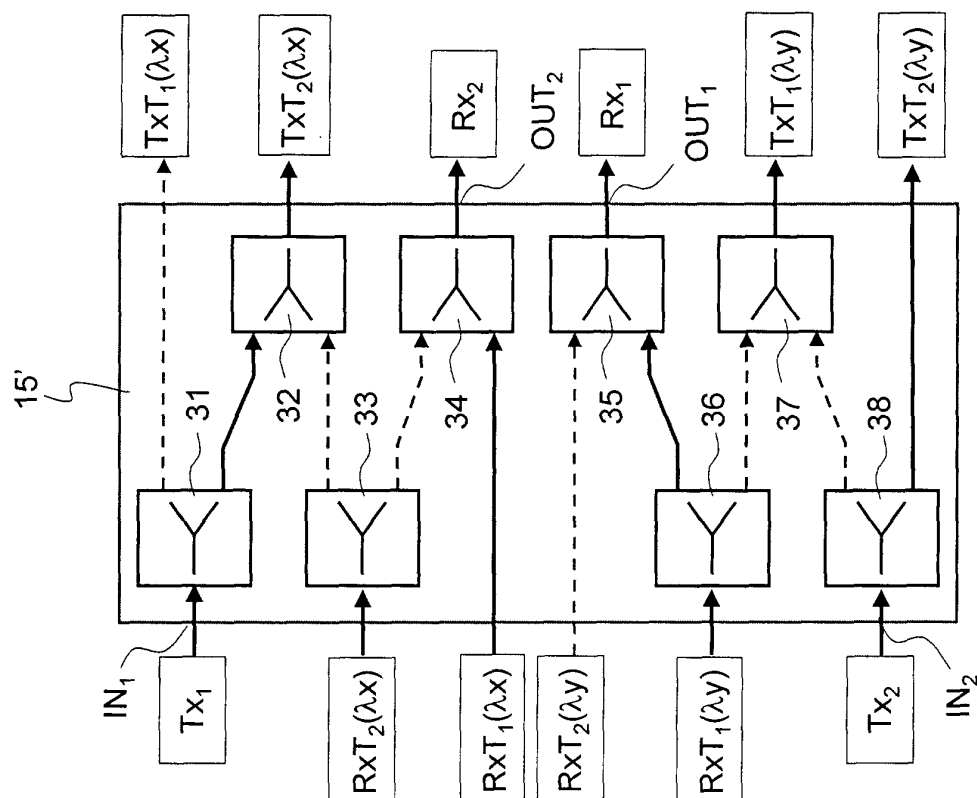 15'
IN₁
Tx₁
RxT₂(λx)
RxT₁(λx)
RxT₂(λy)
RxT₁(λy)
Tx₂
IN₂
31
32
33
34
35
36
37
38
TxT₁(λx)
TxT₂(λx)
Rx₂
OUT₂
Rx₁
OUT₁
TxT₁(λy)
TxT₂(λy)